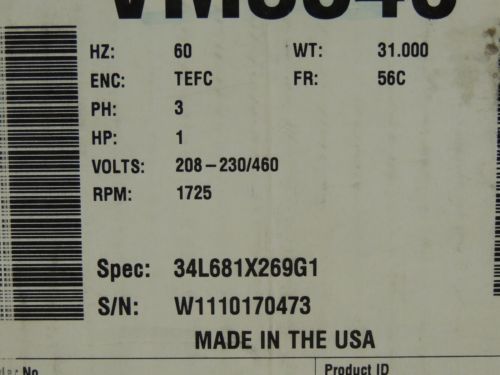 HZ: 60 WT: 31.000
ENC: TEFC FR: 56C
PH: 3
HP: 1
VOLTS: 208-230/460
RPM: 1725
Spec: 34L681X269G1
S/N: W1110170473
MADE IN THE USA
No Product ID